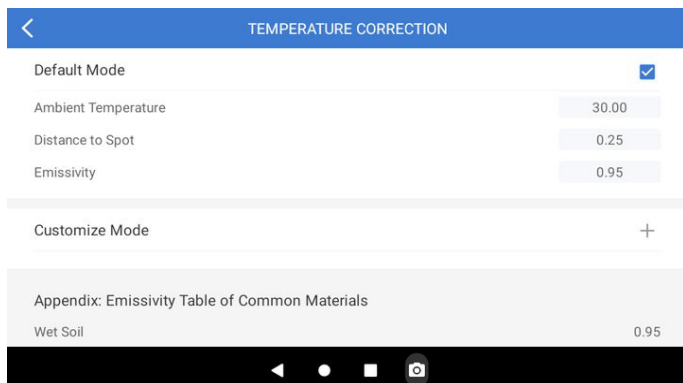 TEMPERATURE CORRECTION
Default Mode
Ambient Temperature 30.00
Distance to Spot 0.25
Emissivity 0.95
Customize Mode
Appendix: Emissivity Table of Common Materials
Wet Soil 0.95